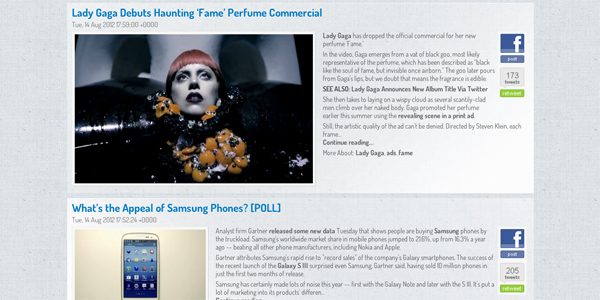 Lady Gaga Debuts Haunting 'Fame' Perfume Commercial
Tue, 14 Aug 2012 17:59:00 +0000
Lady Gaga has dropped the official commercial for her new
perfume 'Fame'.
In the video, Gaga emerges from a vat of black goo, most likely
representative of the perfume, which has been described as "black
like the soul of fame, but invisible once airborn." The goo later pours
from Gaga's lips, but we doubt that means the fragrance is edible.
SEE ALSO: Lady Gaga Announces New Album Title Via Twitter
She then takes to laying on a wispy cloud as several scantily-clad
men climb over her naked body. Gaga promoted her perfume
earlier this summer using the revealing scene in a print ad.
Still, the artistic quality of the ad can't be denied. Directed by Steven Klein, each
frame...
Continue reading...
More About: Lady Gaga, ads, fame
f
post
173
tweets
retweet
What's the Appeal of Samsung Phones? [POLL]
Tue, 14 Aug 2012 17:52:24 +0000
Analyst firm Gartner released some new data Tuesday that shows people are buying Samsung phones by
the truckload. Samsung's worldwide market share in mobile phones jumped to 21.6%, up from 16.3% a year
ago -- beating all other phone manufacturers, including Nokia and Apple.
Gartner attributes Samsung's rapid rise to "record sales" of the company's Galaxy smartphones. The success of
the recent launch of the Galaxy S III surprised even Samsung, Gartner said, having sold 10 million phones in
just the first two months of release.
Samsung has certainly made lots of noise this year -- first with the Galaxy Note and later with the S III. It's put a
lot of marketing into its products' differen...
f
post
205
tweets
retweet